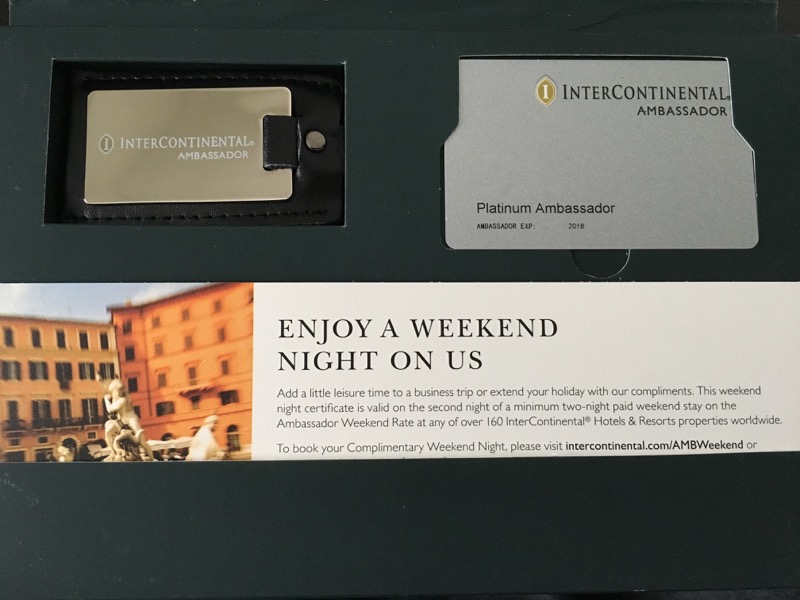 INTERCONTINENTAL®
AMBASSADOR
INTERCONTINENTAL®
AMBASSADOR
Platinum Ambassador
AMBASSADOR EXP: 2018
ENJOY A WEEKEND
NIGHT ON US
Add a little leisure time to a business trip or extend your holiday with our compliments. This weekend
night certificate is valid on the second night of a minimum two-night paid weekend stay on the
Ambassador Weekend Rate at any of over 160 InterContinental® Hotels & Resorts properties worldwide.
To book your Complimentary Weekend Night, please visit intercontinental.com/AMBWeekend or